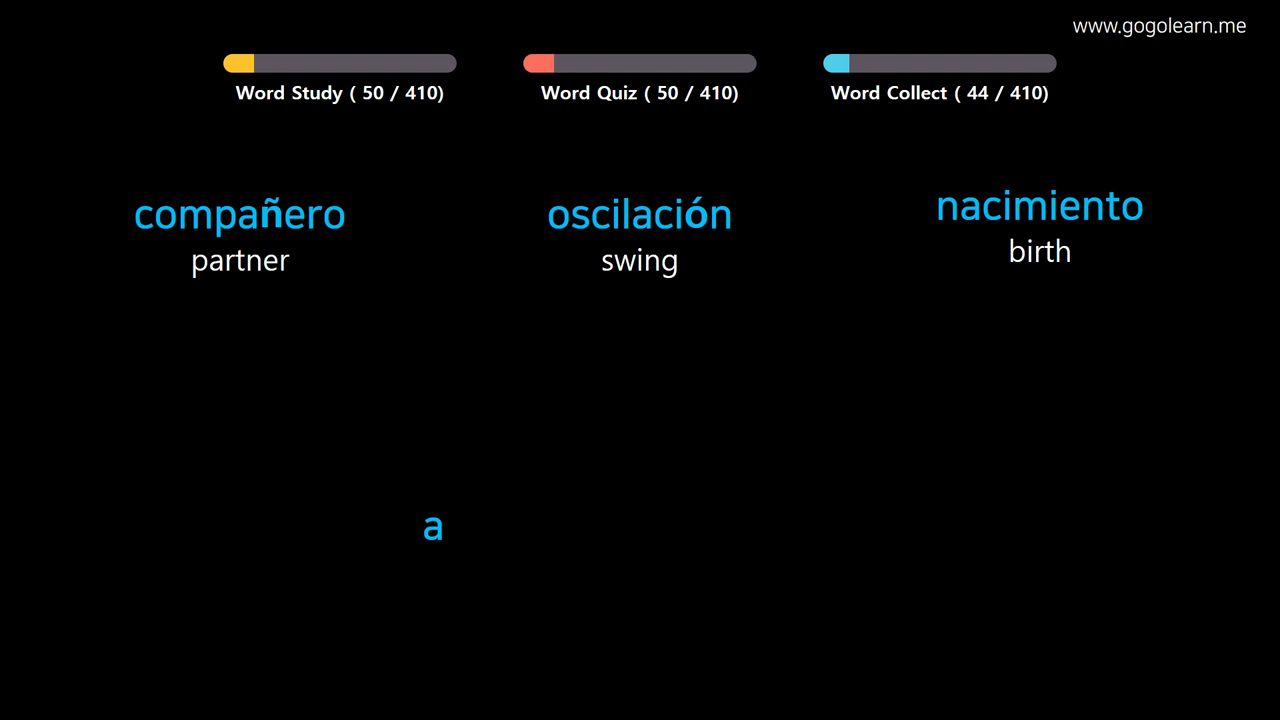 www.gogolearn.me
Word Study ( 50 / 410)
Word Quiz ( 50 / 410)
Word Collect ( 44 / 410)
compañero
partner
oscilación
swing
nacimiento
birth
a